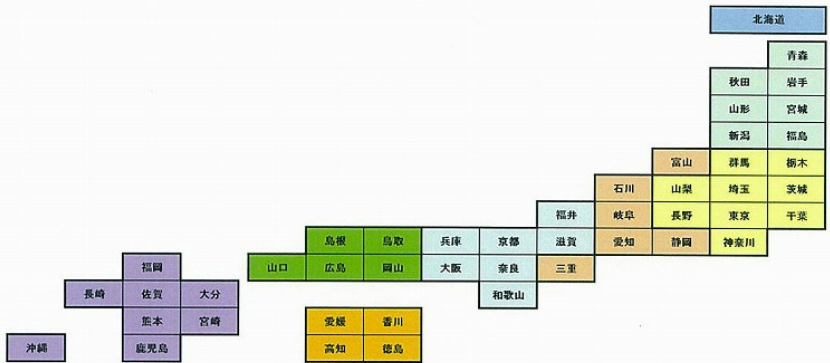 北海道
青森
秋田 岩手
山形 宮城
新潟 福島
富山 群馬 栃木
石川 山梨 埼玉 茨城
福井 岐阜 長野 東京 千葉
島根 鳥取 兵庫 京都 滋賀 愛知 静岡 神奈川
福岡 山口 広島 岡山 大阪 奈良 三重
長崎 佐賀 大分 和歌山
熊本 宮崎 愛媛 香川
沖縄 鹿児島 高知 徳島